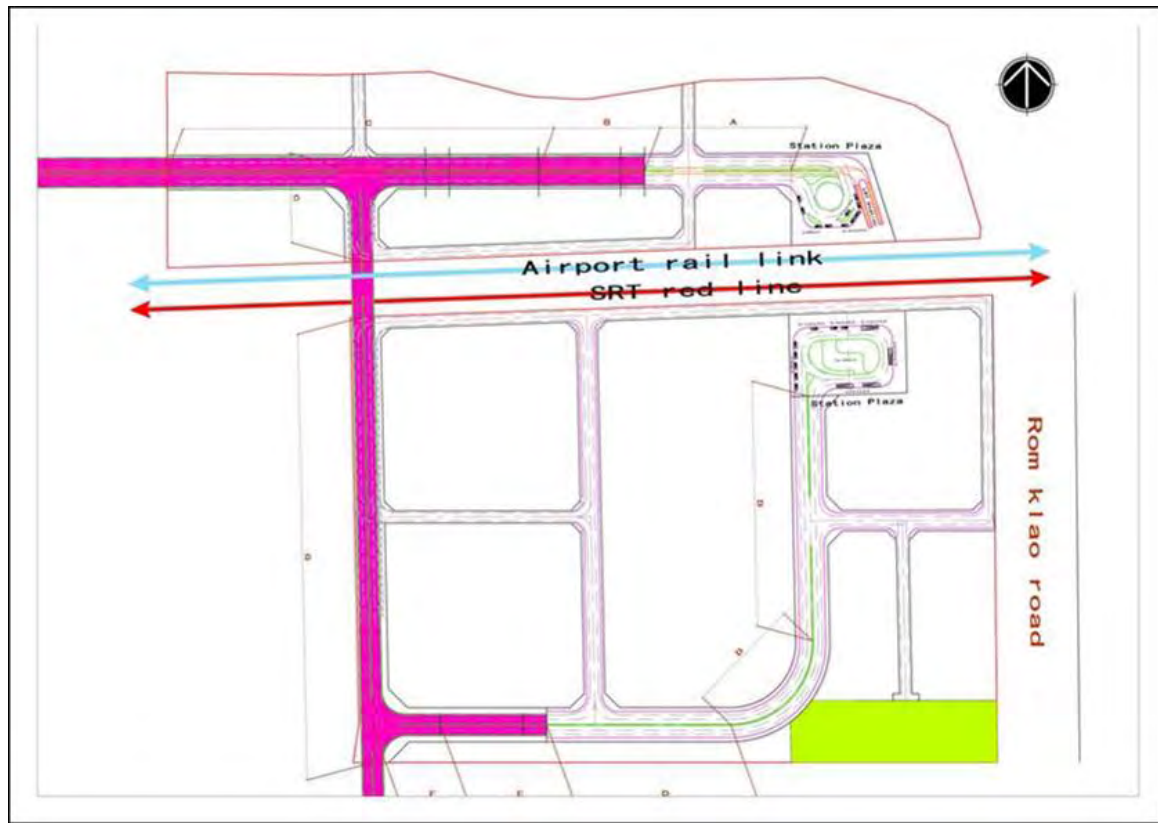 C
B
A
Station Plaza
D
Airport rail link
SRT red line
Station Plaza
Rom klao road
D
D
D
F
E
D